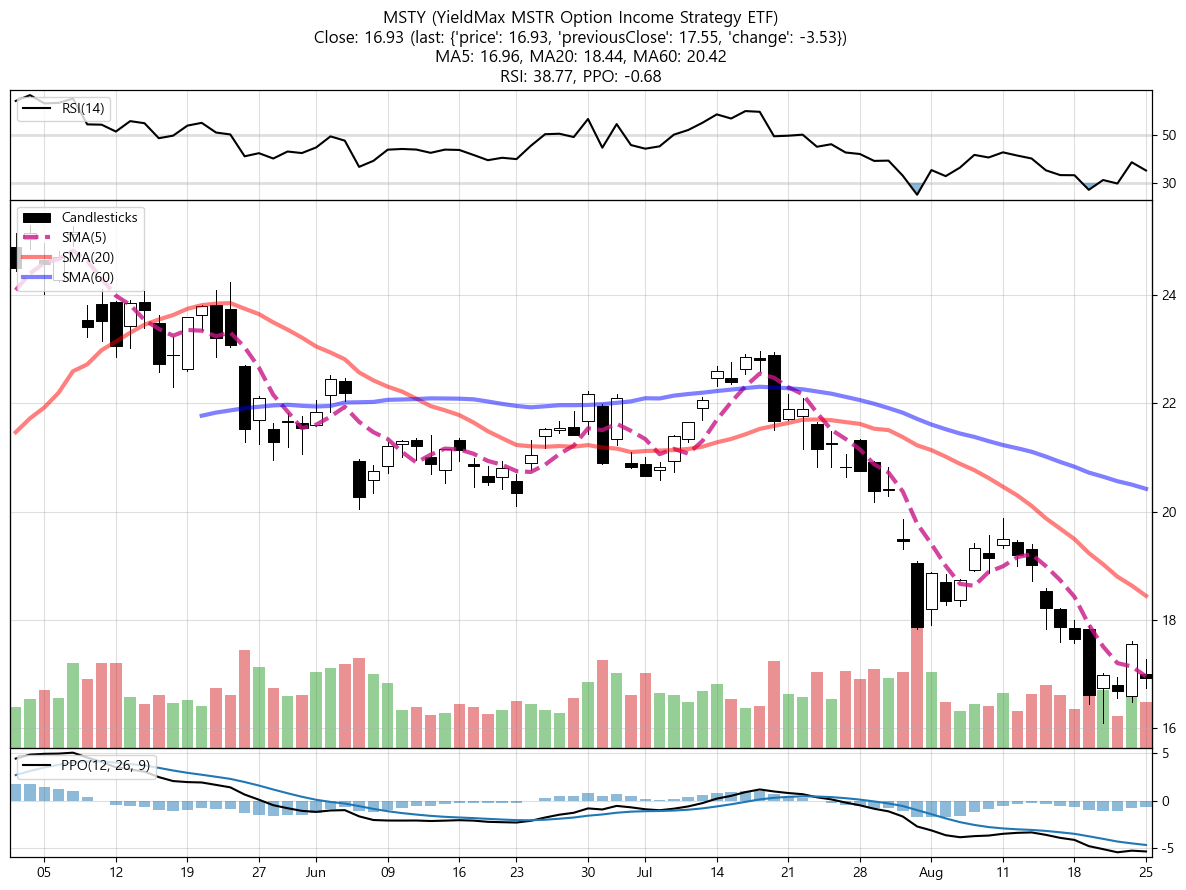 MSTY (YieldMax MSTR Option Income Strategy ETF)
Close: 16.93 (last: {'price': 16.93, 'previousClose': 17.55, 'change': -3.53})
MA5: 16.96, MA20: 18.44, MA60: 20.42
RSI: 38.77, PPO: -0.68
RSI(14)
50
30
Candlesticks
SMA(5)
SMA(20)
SMA(60)
24
22
20
18
16
PPO(12, 26, 9)
5
0
-5
05 12 19 27 Jun 09 16 23 30 Jul 14 21 28 Aug 11 18 25